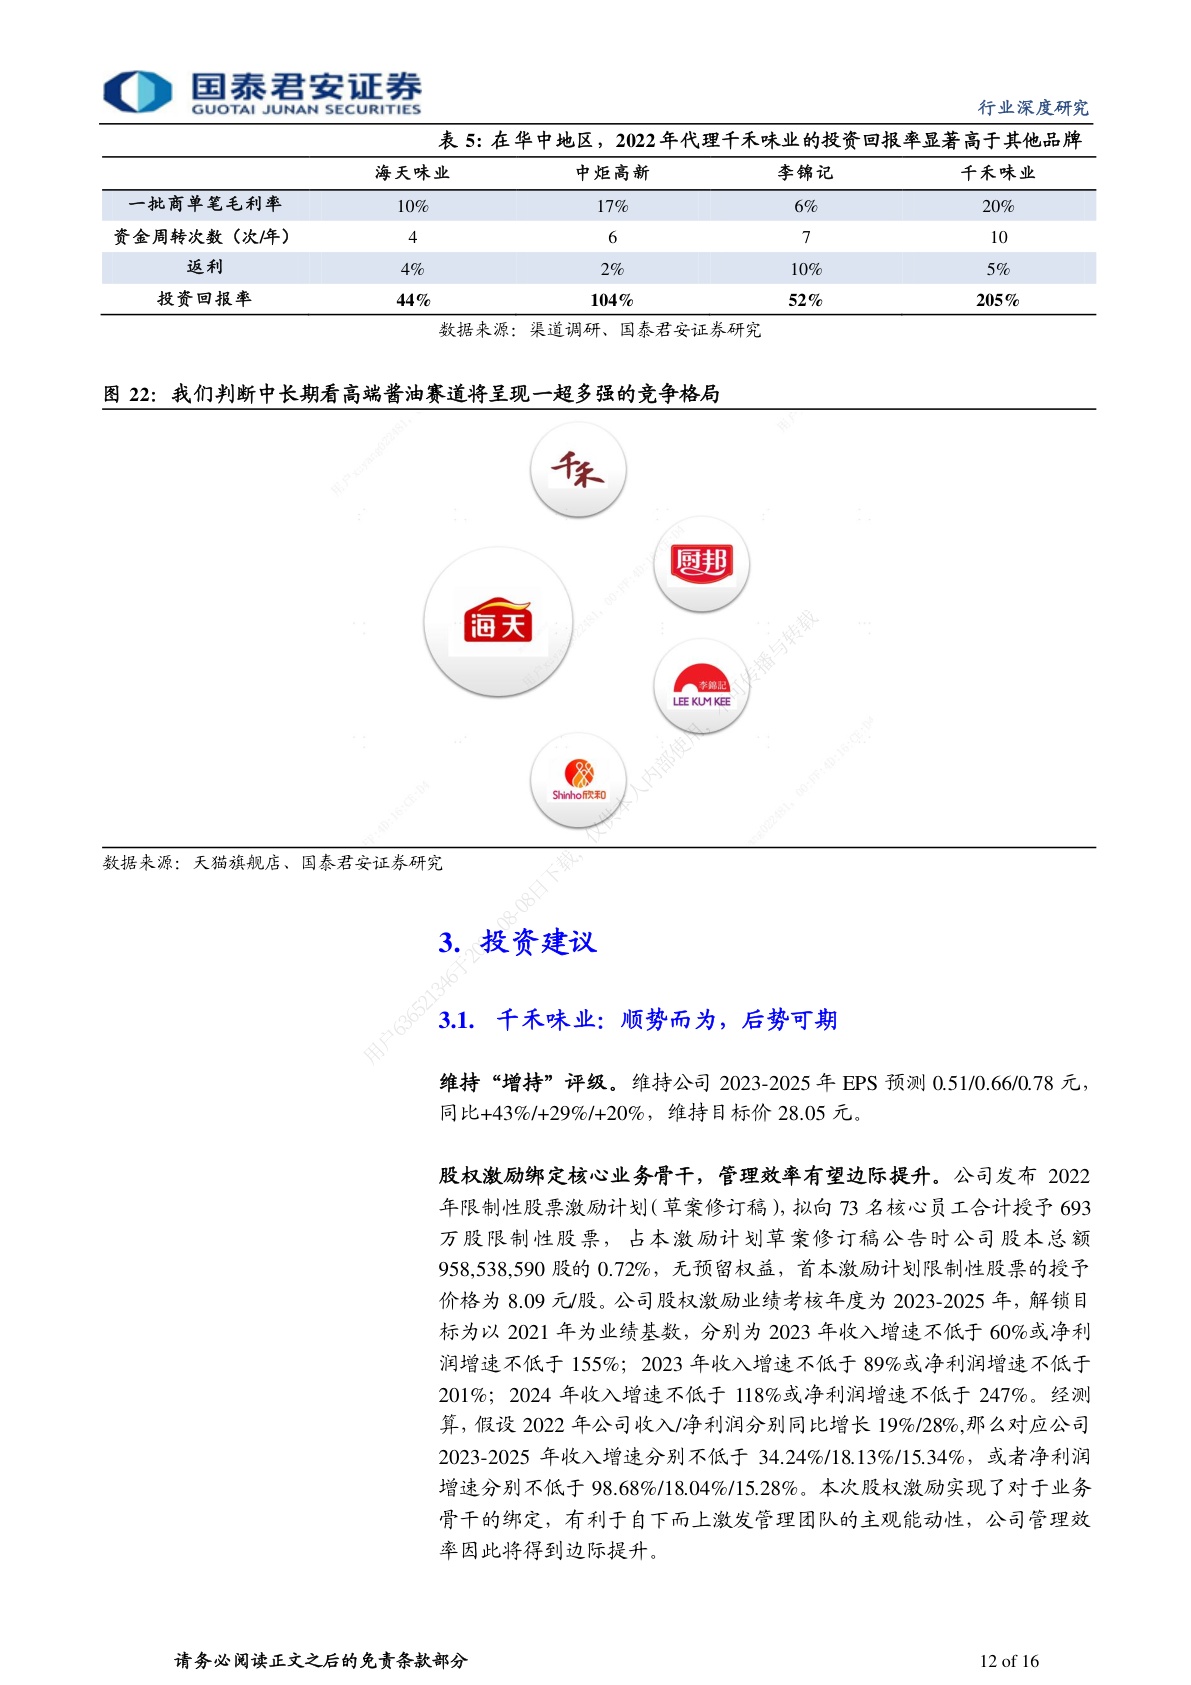 国泰君安证券
GUOTAI JUNAN SECURITIES
行业深度研究
表 5: 在华中地区，2022 年代理千禾味业的投资回报率显著高于其他品牌
海天味业 中炬高新 李锦记 千禾味业
一批商单笔毛利率 10% 17% 6% 20%
资金周转次数（次/年） 4 6 7 10
返利 4% 2% 10% 5%
投资回报率 44% 104% 52% 205%
数据来源：渠道调研、国泰君安证券研究
图 22：我们判断中长期看高端酱油赛道将呈现一超多强的竞争格局
千禾
厨邦
海天
李錦記
LEE KUM KEE
Shinho欣和
数据来源：天猫旗舰店、国泰君安证券研究
3. 投资建议
3.1. 千禾味业：顺势而为，后势可期
维持“增持”评级。维持公司 2023-2025 年 EPS 预测 0.51/0.66/0.78 元，
同比+43%/+29%/+20%，维持目标价 28.05 元。
股权激励绑定核心业务骨干，管理效率有望边际提升。公司发布 2022
年限制性股票激励计划（草案修订稿），拟向 73 名核心员工合计授予 693
万股限制性股票，占本激励计划草案修订稿公告时公司股本总额
958,538,590 股的 0.72%，无预留权益，首本激励计划限制性股票的授予
价格为 8.09 元/股。公司股权激励业绩考核年度为 2023-2025 年，解锁目
标为以 2021 年为业绩基数，分别为 2023 年收入增速不低于 60%或净利
润增速不低于 155%；2023 年收入增速不低于 89%或净利润增速不低于
201%；2024 年收入增速不低于 118%或净利润增速不低于 247%。经测
算，假设 2022 年公司收入/净利润分别同比增长 19%/28%,那么对应公司
2023-2025 年收入增速分别不低于 34.24%/18.13%/15.34%，或者净利润
增速分别不低于 98.68%/18.04%/15.28%。本次股权激励实现了对于业务
骨干的绑定，有利于自下而上激发管理团队的主观能动性，公司管理效
率因此将得到边际提升。
请务必阅读正文之后的免责条款部分
12 of 16